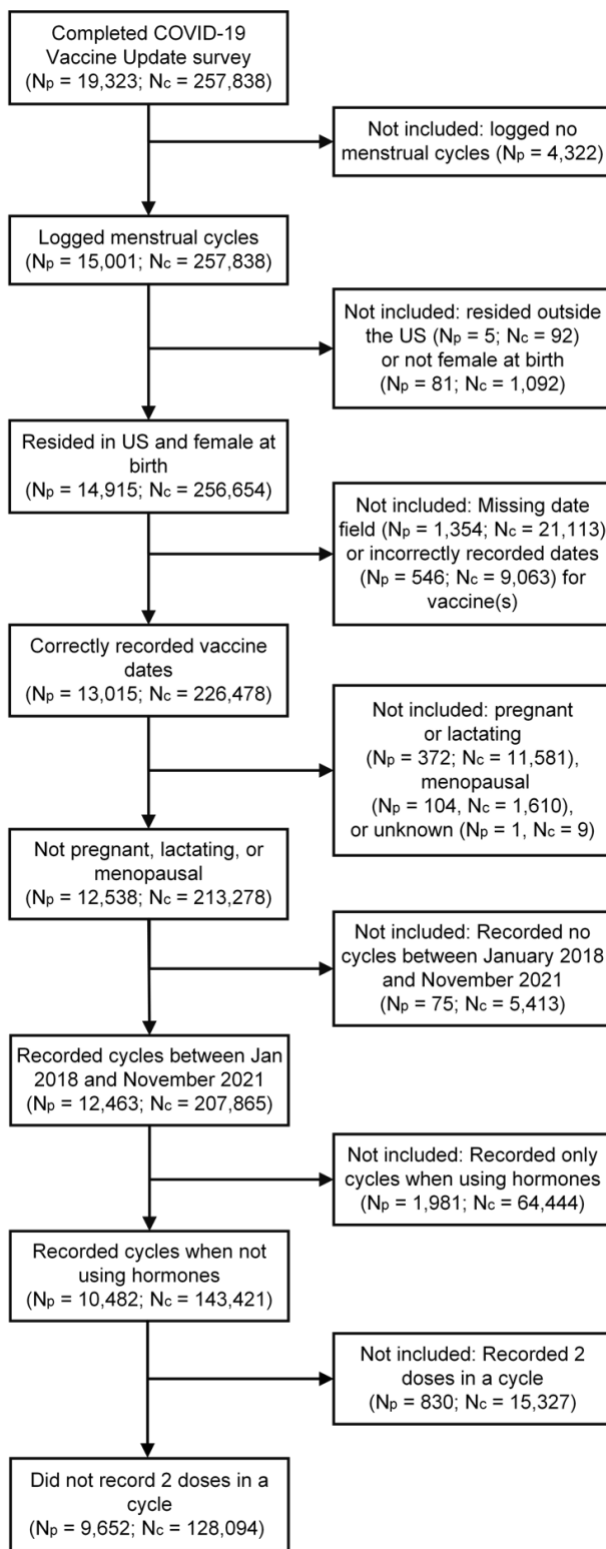 Completed COVID-19
Vaccine Update survey
(Np = 19,323; Nc = 257,838)
Not included: logged no
menstrual cycles (Np = 4,322)
Logged menstrual cycles
(Np = 15,001; Nc = 257,838)
Not included: resided outside
the US (Np = 5; Nc = 92)
or not female at birth
(Np = 81; Nc = 1,092)
Resided in US and female at
birth
(Np = 14,915; Nc = 256,654)
Not included: Missing date
field (Np = 1,354; Nc = 21,113)
or incorrectly recorded dates
(Np = 546; Nc = 9,063) for
vaccine(s)
Correctly recorded vaccine
dates
(Np = 13,015; Nc = 226,478)
Not included: pregnant
or lactating
(Np = 372; Nc = 11,581),
menopausal
(Np = 104, Nc = 1,610),
or unknown (Np = 1, Nc = 9)
Not pregnant, lactating, or
menopausal
(Np = 12,538; Nc = 213,278)
Not included: Recorded no
cycles between January 2018
and November 2021
(Np = 75; Nc = 5,413)
Recorded cycles between Jan
2018 and November 2021
(Np = 12,463; Nc = 207,865)
Not included: Recorded only
cycles when using hormones
(Np = 1,981; Nc = 64,444)
Recorded cycles when not
using hormones
(Np = 10,482; Nc = 143,421)
Not included: Recorded 2
doses in a cycle
(Np = 830; Nc = 15,327)
Did not record 2 doses in a
cycle
(Np = 9,652; Nc = 128,094)